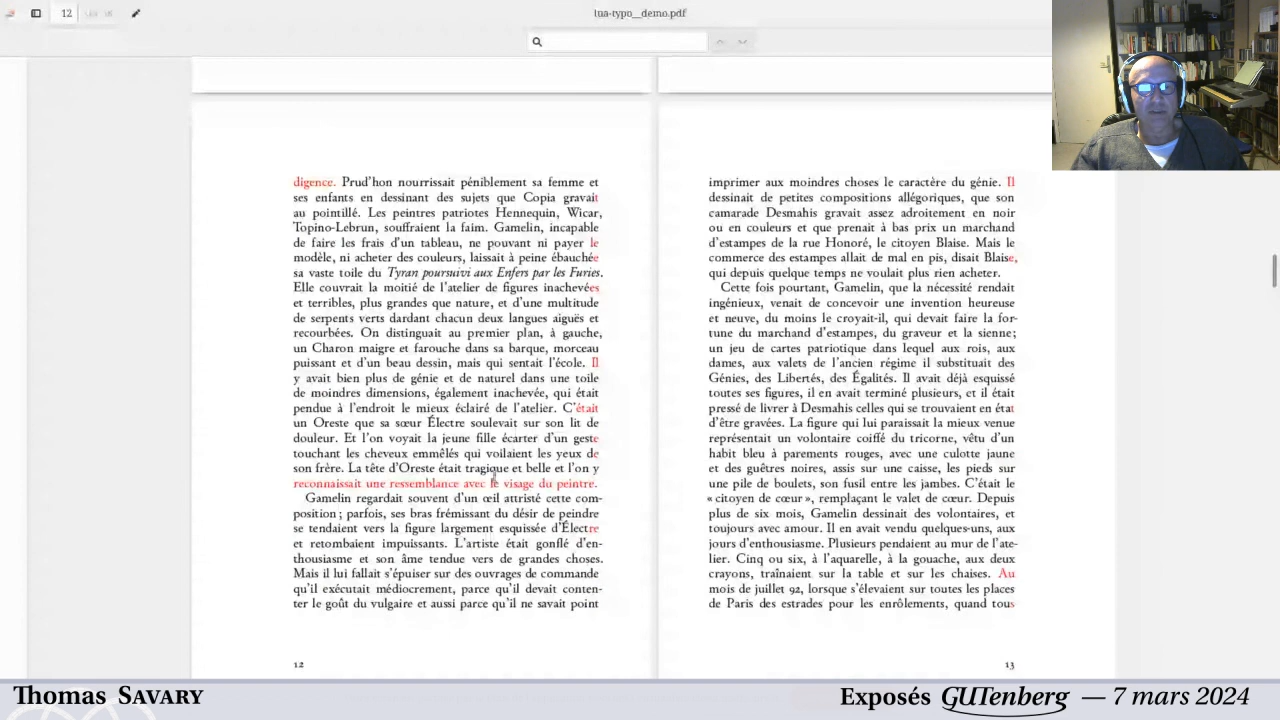 12
lua-typo_demo.pdf
digence. Prud’hon nourrissait péniblement sa femme et
ses enfants en dessinant des sujets que Copia gravait
au pointillé. Les peintres patriotes Hennequin, Wicar,
Topino-Lebrun, souffraient la faim. Gamelin, incapable
de faire les frais d’un tableau, ne pouvant ni payer le
modèle, ni acheter des couleurs, laissait à peine ébauchée
sa vaste toile du Tyran poursuivi aux Enfers par les Furies.
Elle couvrait la moitié de l’atelier de figures inachevées
et terribles, plus grandes que nature, et d’une multitude
de serpents verts dardant chacun deux langues aiguës et
recourbées. On distinguait au premier plan, à gauche,
un Charon maigre et farouche dans sa barque, morceau
puissant et d’un beau dessin, mais qui sentait l’école. Il
y avait bien plus de génie et de naturel dans une toile
de moindres dimensions, également inachevée, qui était
pendue à l’endroit le mieux éclairé de l’atelier. C’était
un Oreste que sa sœur Électre soulevait sur son lit de
douleur. Et l’on voyait la jeune fille écarter d’un geste
touchant les cheveux emmêlés qui voilaient les yeux de
son frère. La tête d’Oreste était tragique et belle et l’on y
reconnaissait une ressemblance avec le visage du peintre.
Gamelin regardait souvent d’un œil attristé cette com-
position ; parfois, ses bras frémissant du désir de peindre
se tendaient vers la figure largement esquissée d’Électre
et retombaient impuissants. L’artiste était gonflé d’en-
thousiasme et son âme tendue vers de grandes choses.
Mais il lui fallait s’épuiser sur des ouvrages de commande
qu’il exécutait médiocrement, parce qu’il devait conten-
ter le goût du vulgaire et aussi parce qu’il ne savait point
12
imprimer aux moindres choses le caractère du génie. Il
dessinait de petites compositions allégoriques, que son
camarade Desmahis gravait assez adroitement en noir
ou en couleurs et que prenait à bas prix un marchand
d’estampes de la rue Honoré, le citoyen Blaise. Mais le
commerce des estampes allait de mal en pis, disait Blaise,
qui depuis quelque temps ne voulait plus rien acheter.
Cette fois pourtant, Gamelin, que la nécessité rendait
ingénieux, venait de concevoir une invention heureuse
et neuve, du moins le croyait-il, qui devait faire la for-
tune du marchand d’estampes, du graveur et la sienne ;
un jeu de cartes patriotique dans lequel aux rois, aux
dames, aux valets de l’ancien régime il substituait des
Génies, des Libertés, des Égalités. Il avait déjà esquissé
toutes ses figures, il en avait terminé plusieurs, et il était
pressé de livrer à Desmahis celles qui se trouvaient en état
d’être gravées. La figure qui lui paraissait la mieux venue
représentait un volontaire coiffé du tricorne, vêtu d’un
habit bleu à parements rouges, avec une culotte jaune
et des guêtres noires, assis sur une caisse, les pieds sur
une pile de boulets, son fusil entre les jambes. C’était le
« citoyen de cœur », remplaçant le valet de cœur. Depuis
plus de six mois, Gamelin dessinait des volontaires, et
toujours avec amour. Il en avait vendu quelques-uns, aux
jours d’enthousiasme. Plusieurs pendaient au mur de l’ate-
lier. Cinq ou six, à l’aquarelle, à la gouache, aux deux
crayons, traînaient sur la table et sur les chaises. Au
mois de juillet 92, lorsque s’élevaient sur toutes les places
de Paris des estrades pour les enrôlements, quand tous
13
Thomas SAVARY
Exposés GUTenberg — 7 mars 2024